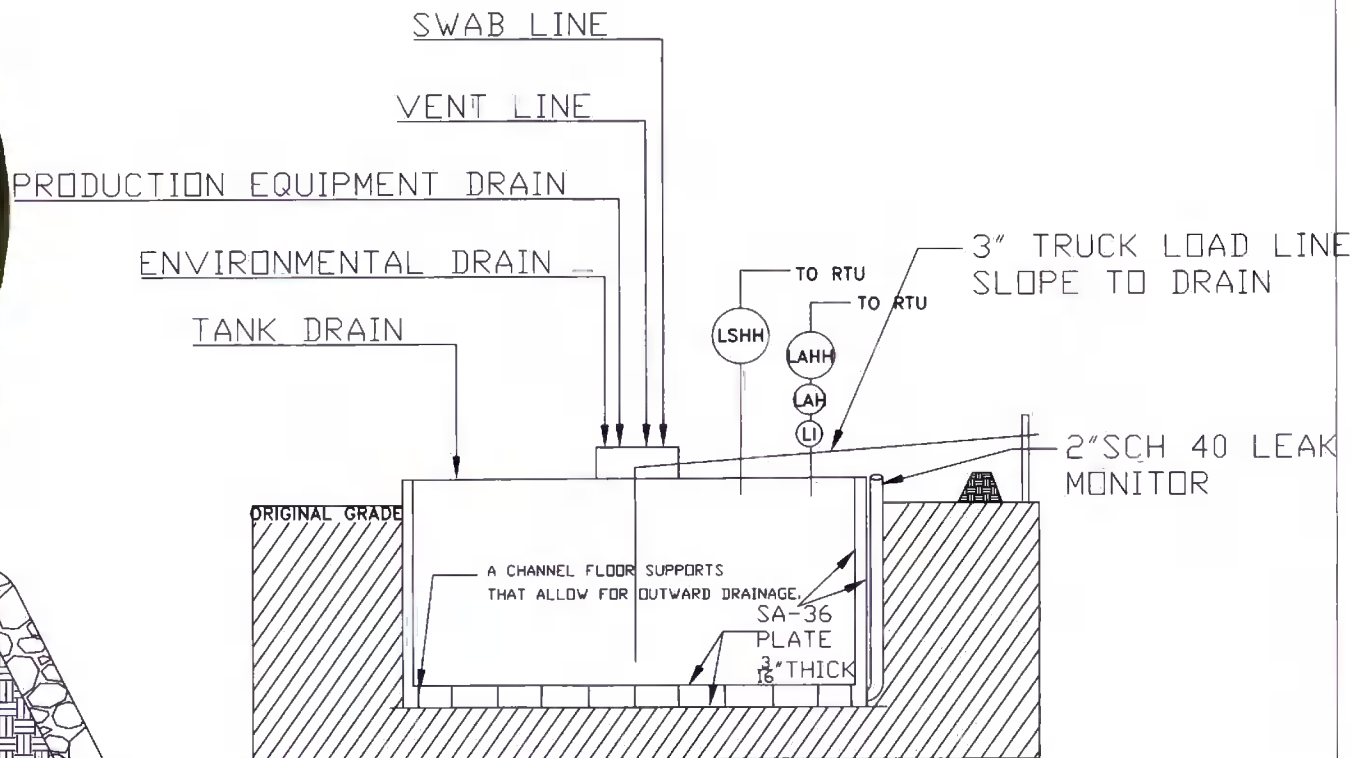 SWAB LINE
VENT LINE
PRODUCTION EQUIPMENT DRAIN
ENVIRONMENTAL DRAIN
TANK DRAIN
3" TRUCK LOAD LINE
SLOPE TO DRAIN
TO RTU
TO RTU
LSHH
LAHH
LAH
LI
2"SCH 40 LEAK
MONITOR
ORIGINAL GRADE
A CHANNEL FLOOR SUPPORTS
THAT ALLOW FOR OUTWARD DRAINAGE.
SA-36
PLATE
3/16" THICK